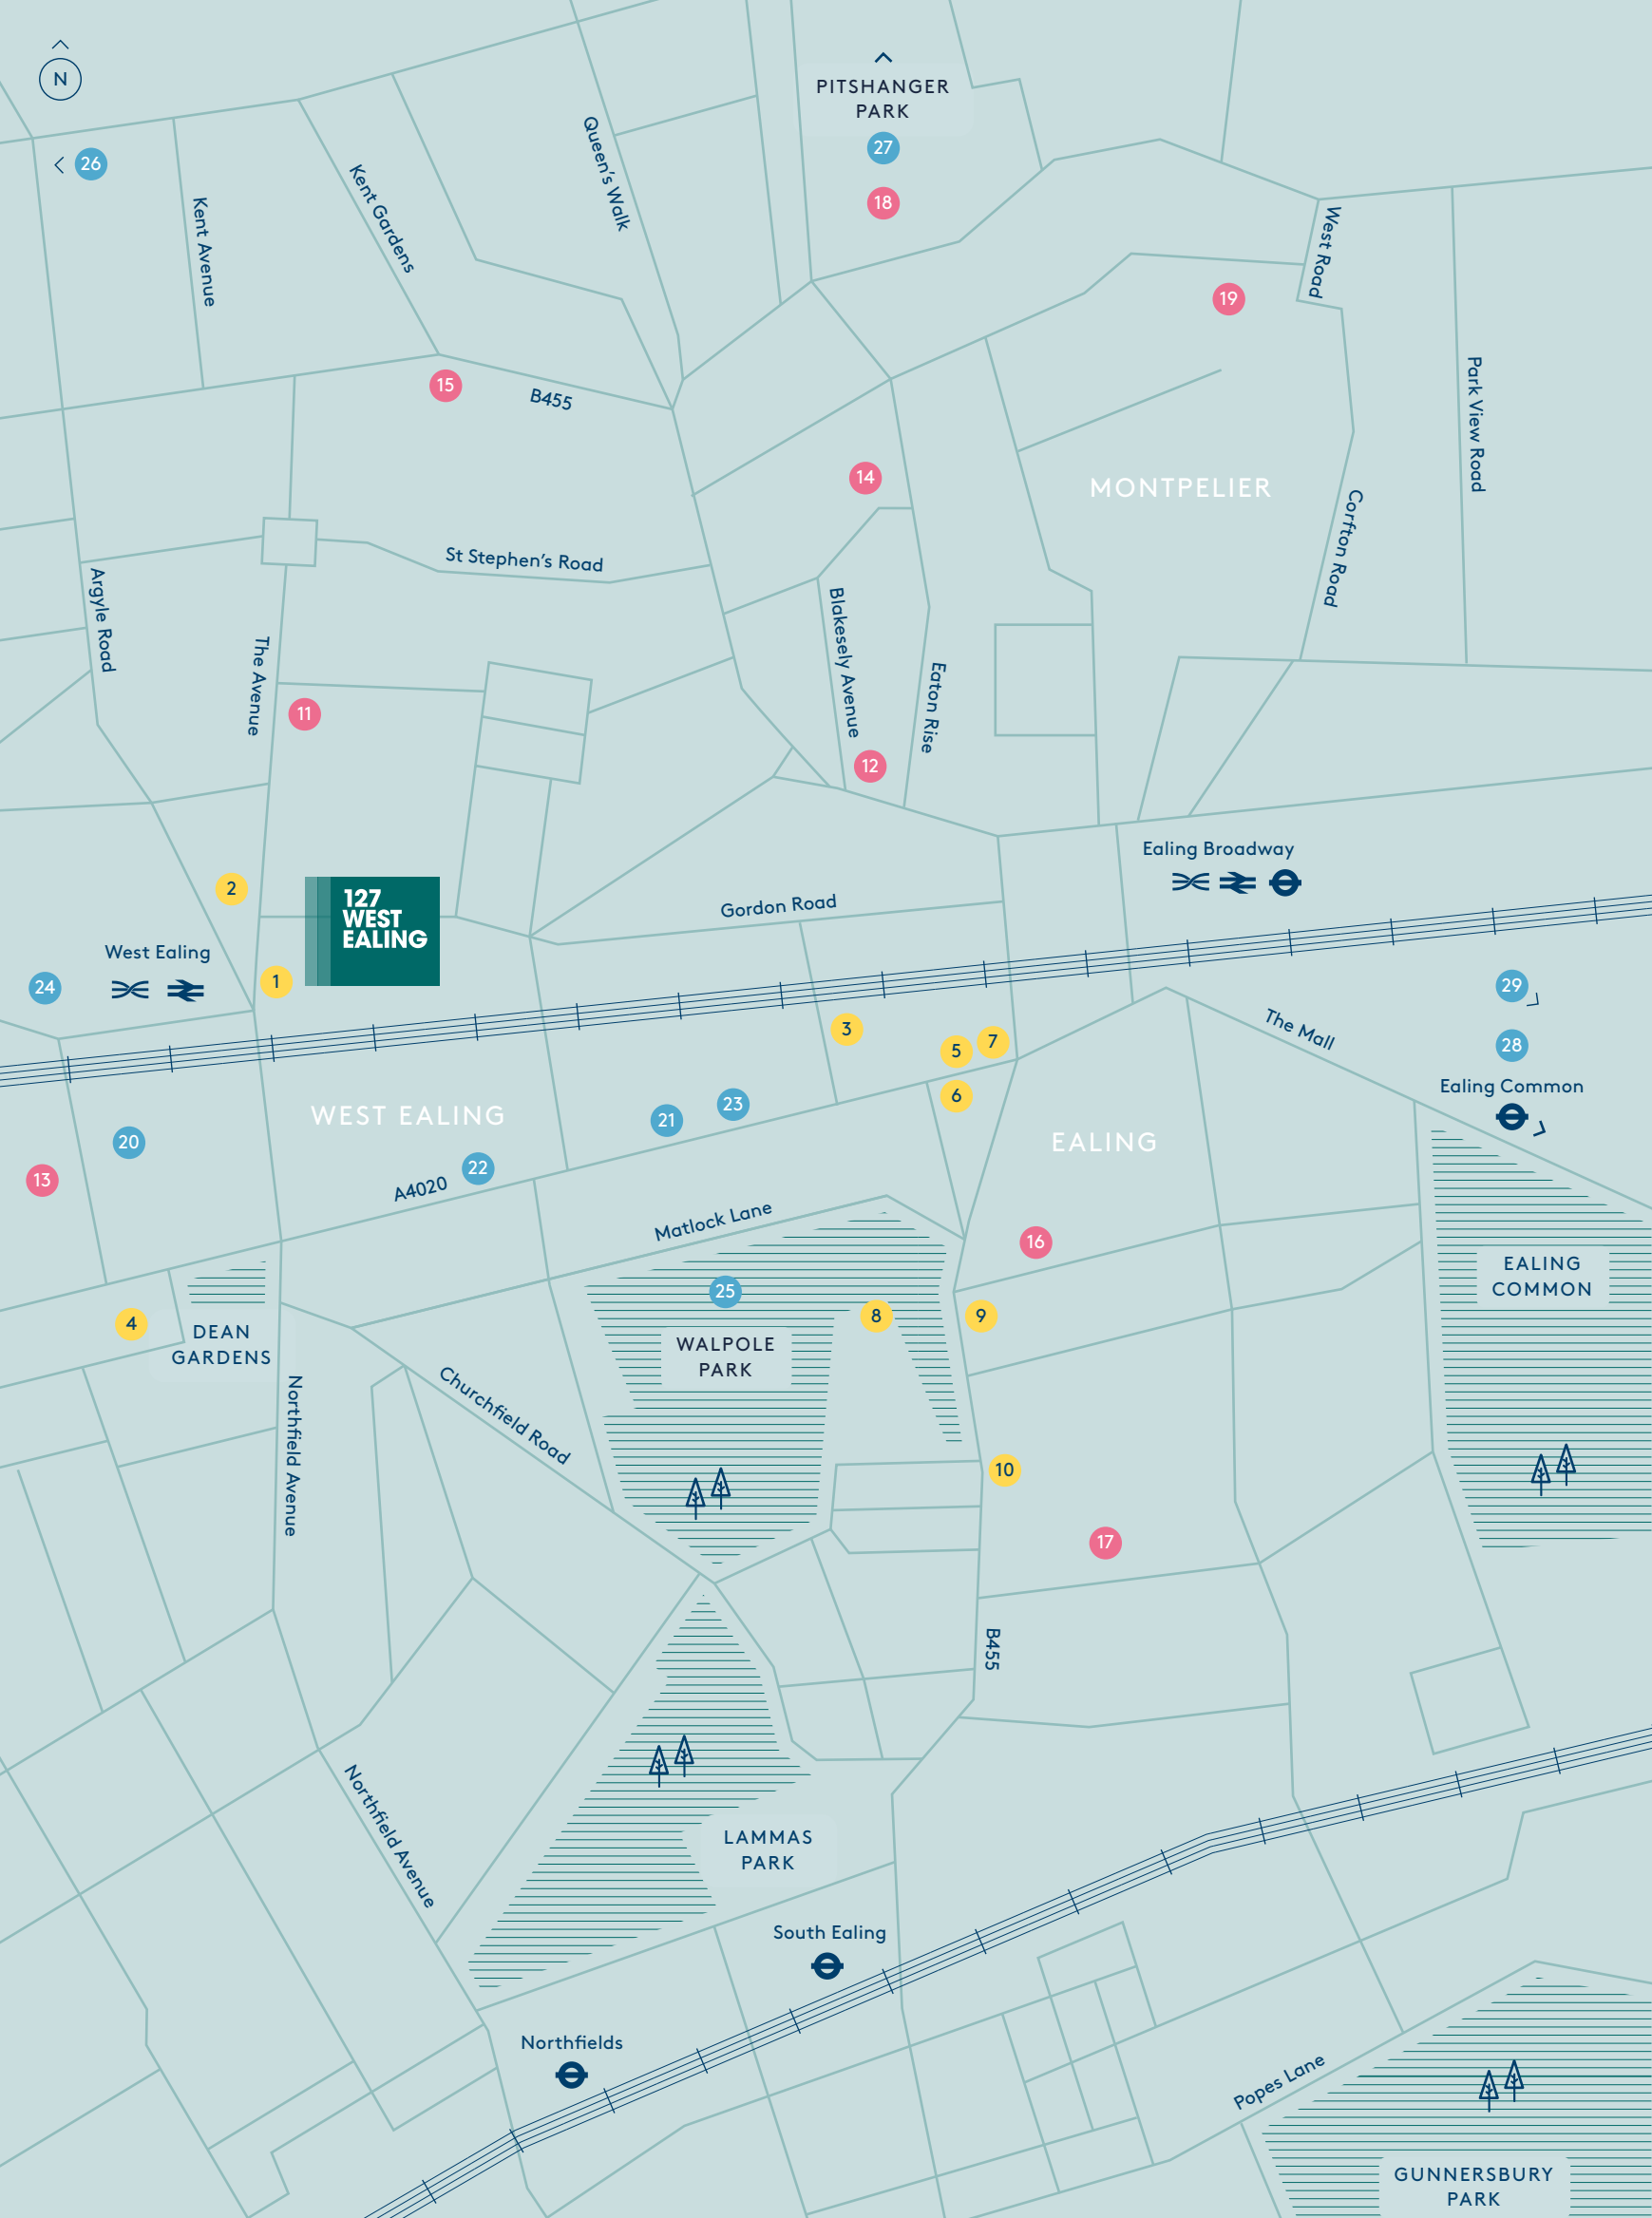 N
PITSHANGER
PARK
27
18
26
Queen's Walk
Kent Gardens
Kent Avenue
West Road
19
15
B455
Park View Road
14
MONTPELIER
Corfton Road
St Stephen's Road
Argyle Road
The Avenue
Blakesely Avenue
Eaton Rise
11
12
Ealing Broadway
2
127
WEST
EALING
Gordon Road
West Ealing
24
1
29
3
5
7
The Mall
28
6
Ealing Common
23
21
WEST EALING
20
EALING
22
13
A4020
Matlock Lane
16
EALING
COMMON
25
8
9
4
DEAN
GARDENS
WALPOLE
PARK
Churchfield Road
Northfield Avenue
10
17
B455
Northfield Avenue
LAMMAS
PARK
South Ealing
Northfields
Popes Lane
GUNNERSBURY
PARK